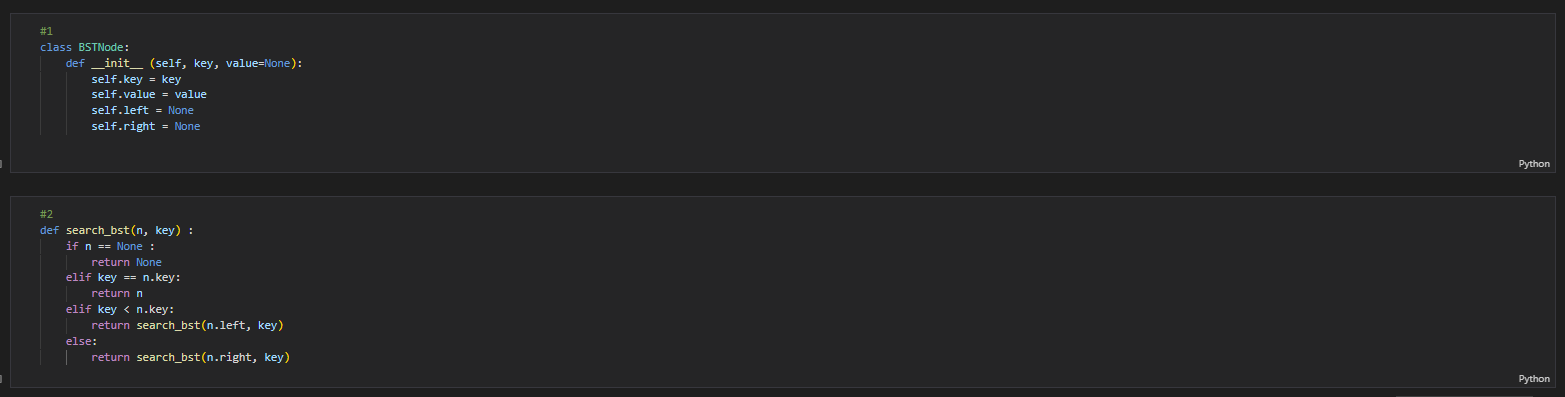 #1
class BSTNode:
    def __init__ (self, key, value=None):
        self.key = key
        self.value = value
        self.left = None
        self.right = None
Python
#2
def search_bst(n, key) :
    if n == None :
        return None
    elif key == n.key:
        return n
    elif key < n.key:
        return search_bst(n.left, key)
    else:
        return search_bst(n.right, key)
Python